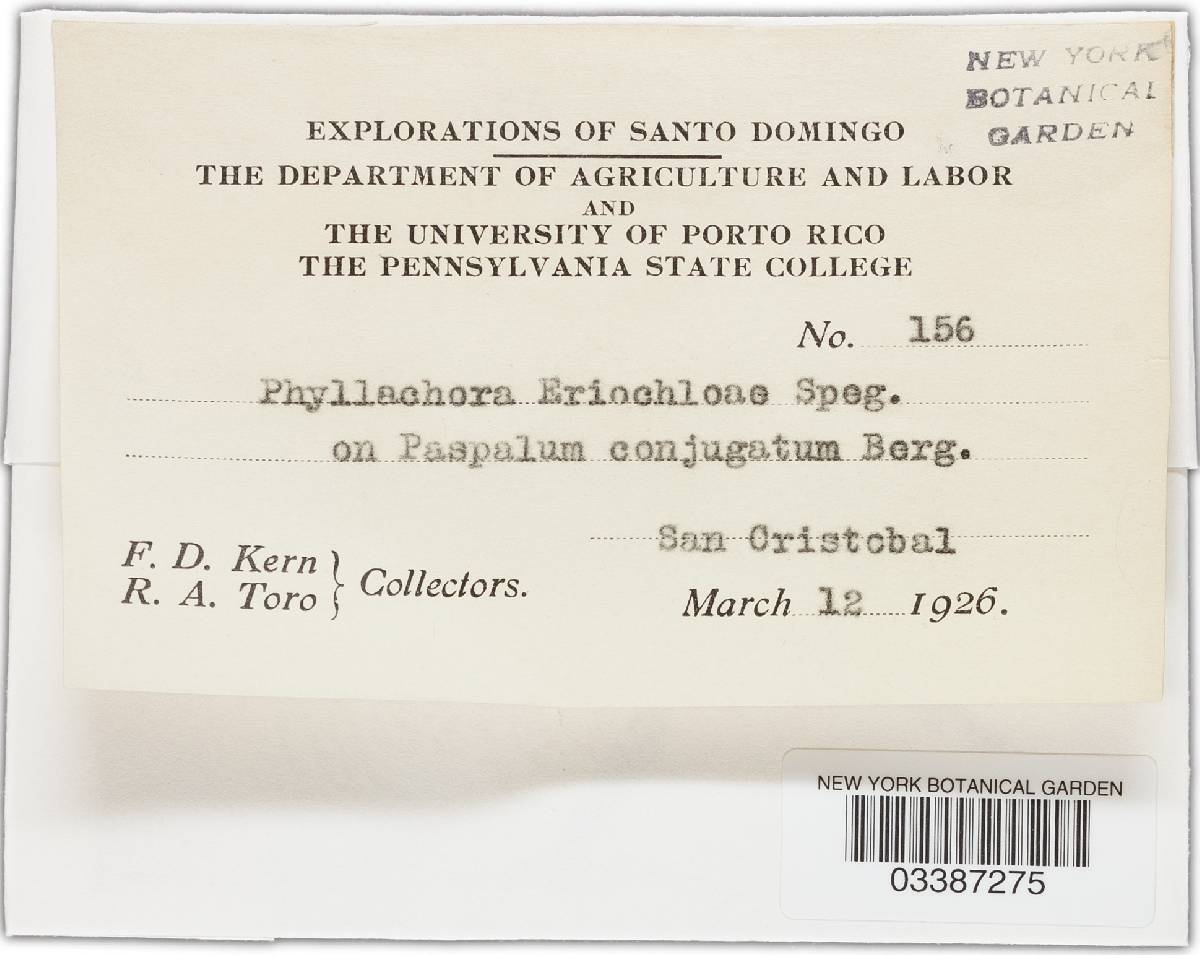 NEW YORK
BOTANICAL
GARDEN
EXPLORATIONS OF SANTO DOMINGO
THE DEPARTMENT OF AGRICULTURE AND LABOR
AND
THE UNIVERSITY OF PORTO RICO
THE PENNSYLVANIA STATE COLLEGE
No. 156
Phyllachora Eriochloae Speg.
on Paspalum conjugatum Berg.
San Cristobal
F. D. Kern
R. A. Toro } Collectors.
March 12 1926.
NEW YORK BOTANICAL GARDEN
03387275